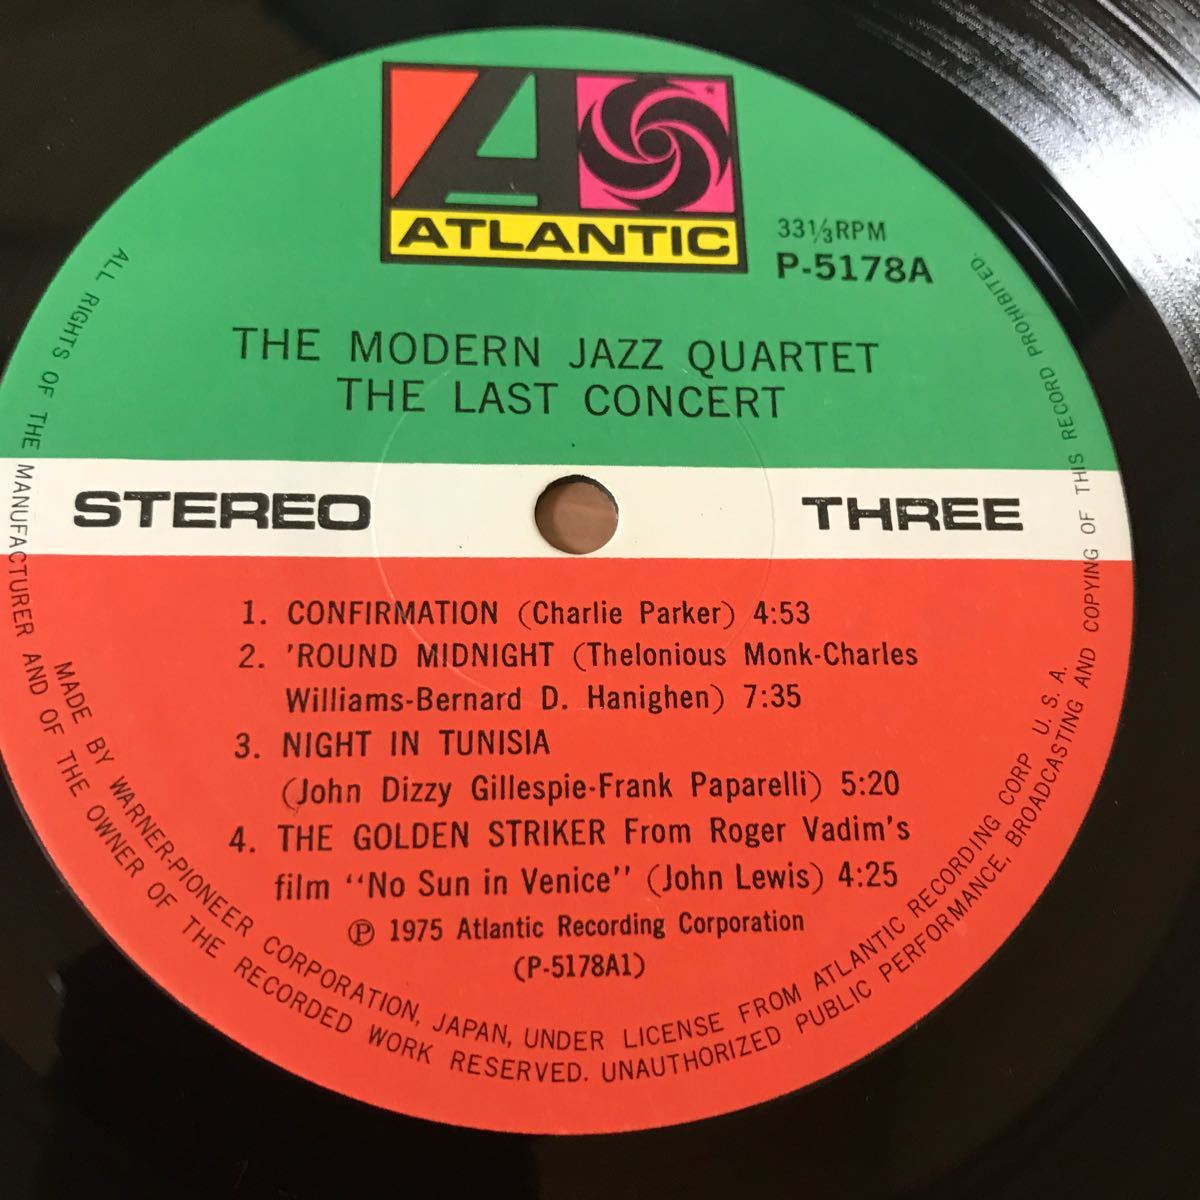 ATLANTIC
33⅓RPM
P-5178A
THE MODERN JAZZ QUARTET
THE LAST CONCERT
STEREO
THREE
1. CONFIRMATION (Charlie Parker) 4:53
2. 'ROUND MIDNIGHT (Thelonious Monk-Charles
Williams-Bernard D. Hanighen) 7:35
3. NIGHT IN TUNISIA
(John Dizzy Gillespie-Frank Paparelli) 5:20
4. THE GOLDEN STRIKER From Roger Vadim's
film "No Sun in Venice" (John Lewis) 4:25
Ⓟ 1975 Atlantic Recording Corporation
(P-5178A1)
MADE BY WARNER-PIONEER CORPORATION, JAPAN, UNDER LICENSE FROM ATLANTIC RECORDING CORP U. S. A.
ALL RIGHTS OF THE MANUFACTURER AND OF THE OWNER OF THE RECORDED WORK RESERVED. UNAUTHORIZED PUBLIC PERFORMANCE, BROADCASTING AND COPYING OF THIS RECORD PROHIBITED.